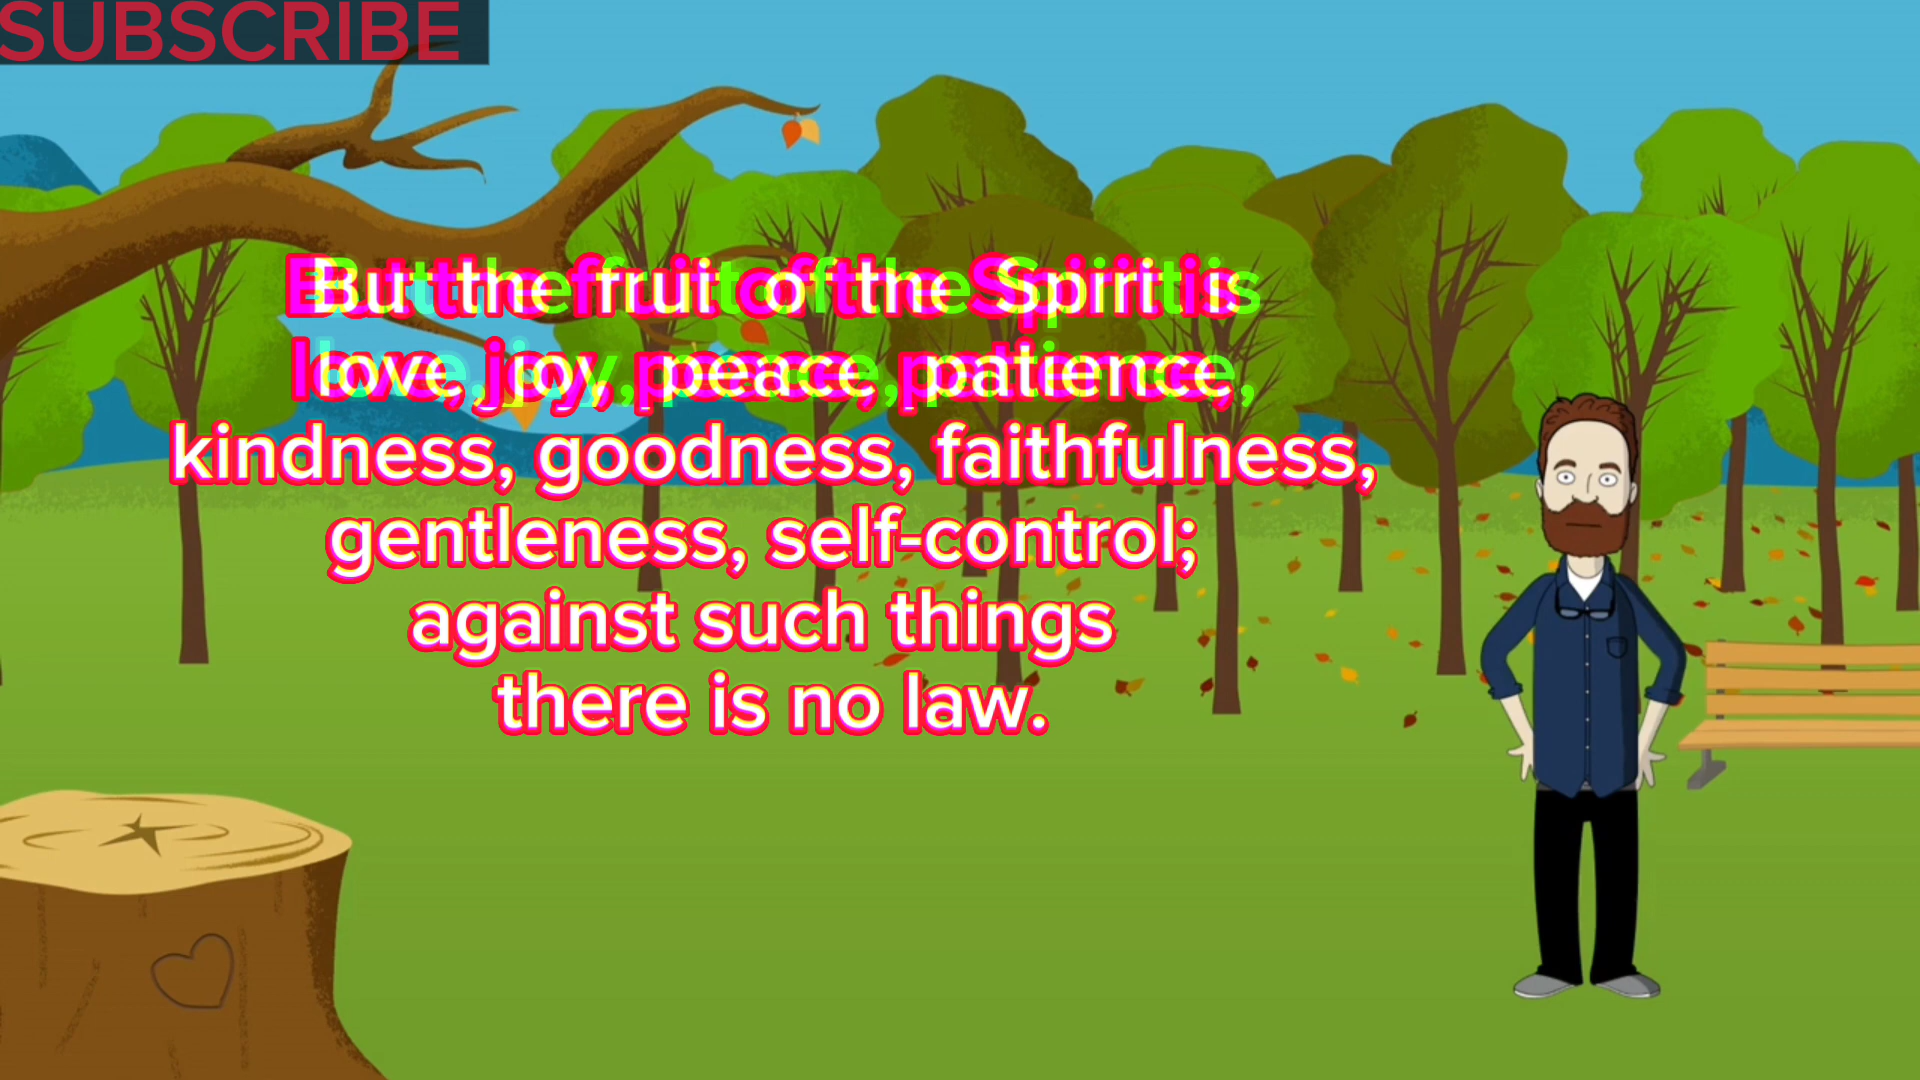 SUBSCRIBE
But the fruit of the Spirit is
love, joy, peace, patience,
kindness, goodness, faithfulness,
gentleness, self-control;
against such things
there is no law.